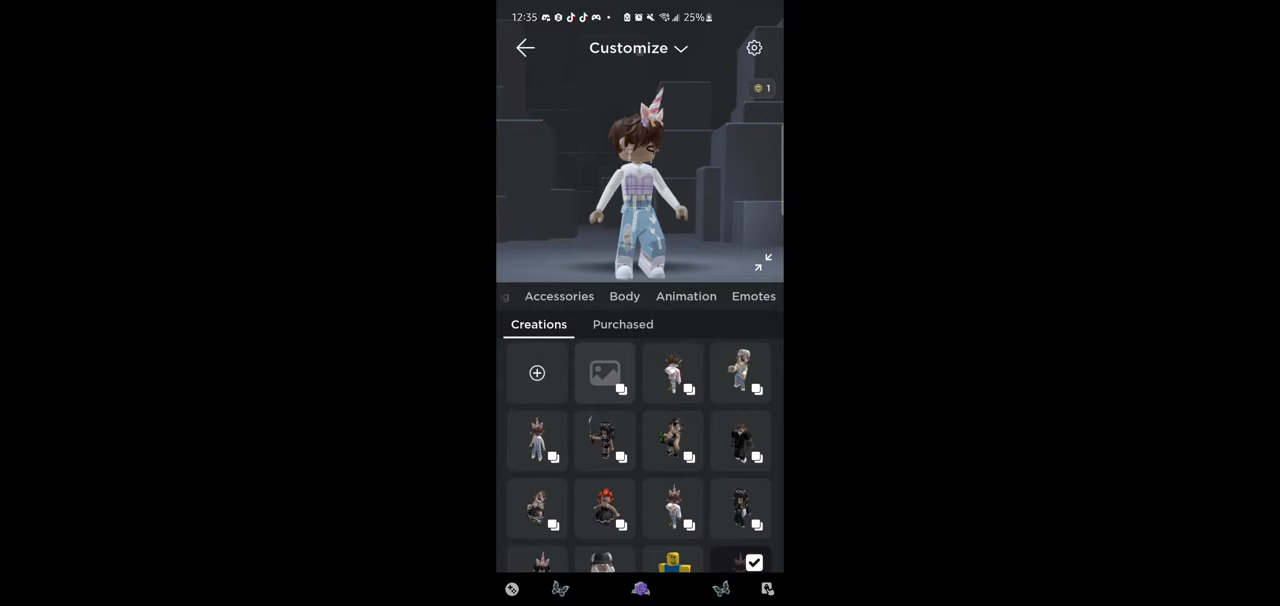 12:35
25%
Customize
1
g Accessories Body Animation Emotes
Creations Purchased